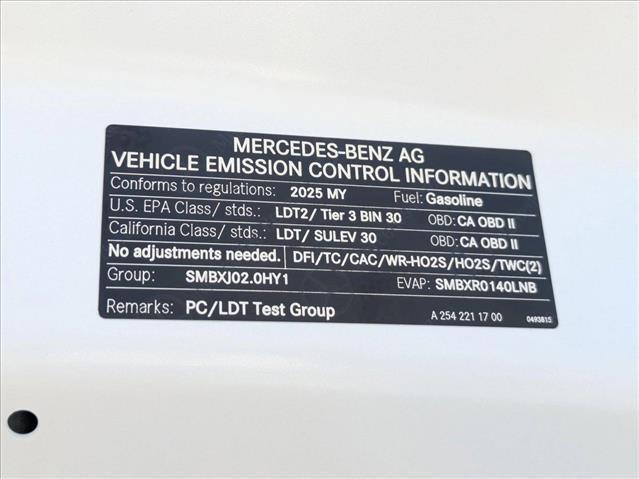 MERCEDES-BENZ AG
VEHICLE EMISSION CONTROL INFORMATION
Conforms to regulations: 2025 MY Fuel: Gasoline
U.S. EPA Class/ stds.: LDT2/ Tier 3 BIN 30 OBD: CA OBD II
California Class/ stds.: LDT/ SULEV 30 OBD: CA OBD II
No adjustments needed. DFI/TC/CAC/WR-HO2S/HO2S/TWC(2)
Group: SMBXJ02.0HY1 EVAP: SMBXR0140LNB
Remarks: PC/LDT Test Group A 254 221 17 00 0493815